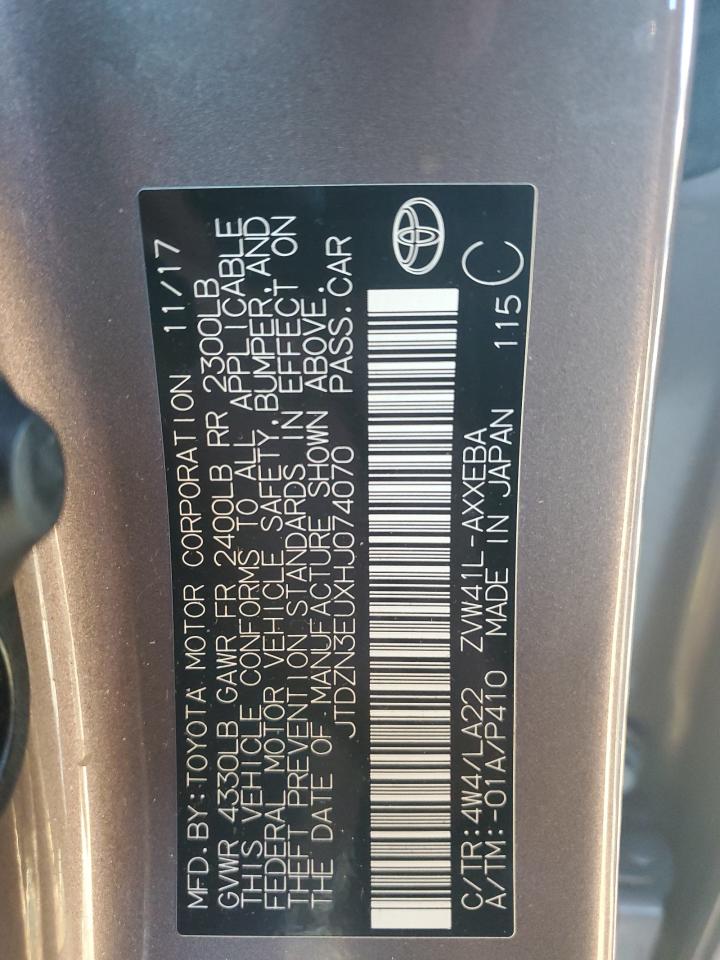 MFD. BY: TOYOTA MOTOR CORPORATION 11/17
GVWR 4330LB GAWR FR 2400LB RR 2300LB
THIS VEHICLE CONFORMS TO ALL APPLICABLE
FEDERAL MOTOR VEHICLE SAFETY, BUMPER, AND
THEFT PREVENTION STANDARDS IN EFFECT ON
THE DATE OF MANUFACTURE SHOWN ABOVE.
JTDZN3EUXHJ074070 PASS. CAR
C/TR: 4W4/LA22 ZVW41L-AXXEBA
A/TM: -01A/P410 MADE IN JAPAN 115 C